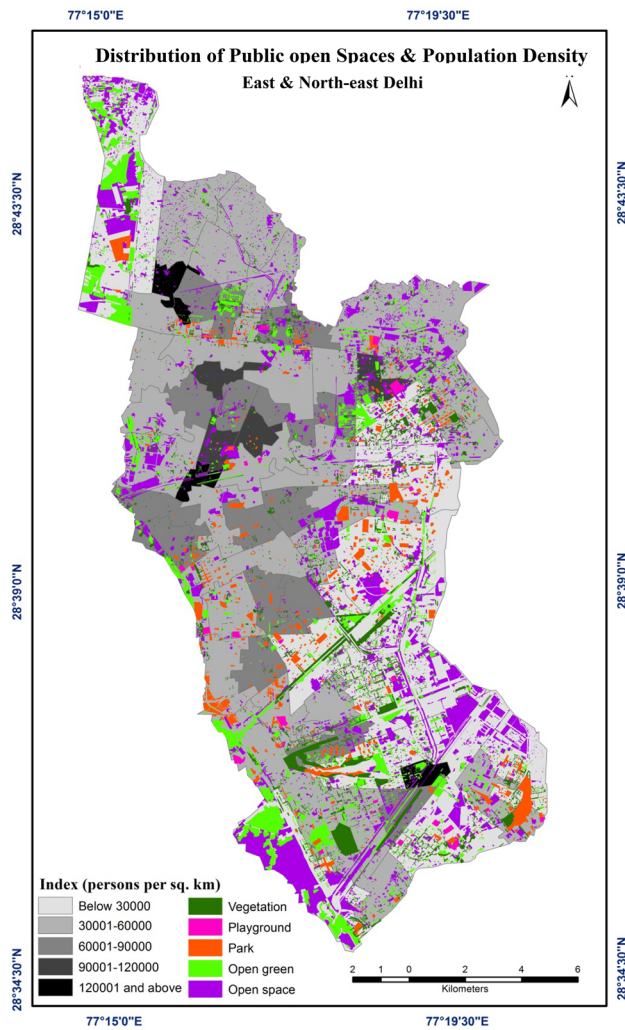 77°15'0"E 77°19'30"E
Distribution of Public open Spaces & Population Density
East & North-east Delhi
28°43'30"N 28°43'30"N
28°39'0"N 28°39'0"N
Index (persons per sq. km)
Below 30000 Vegetation
30001-60000 Playground
60001-90000 Park
90001-120000 Open green
120001 and above Open space
2 1 0 2 4 6
Kilometers
28°34'30"N 28°34'30"N
77°15'0"E 77°19'30"E